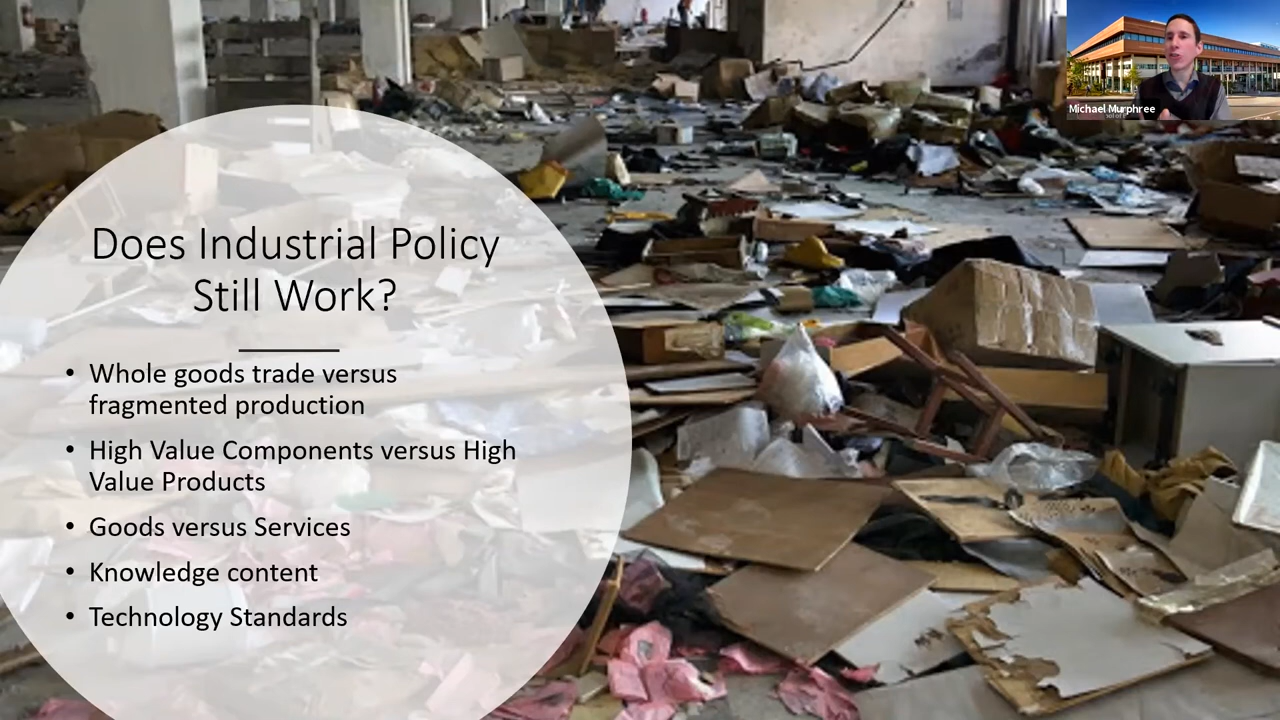 Michael Murphree
Does Industrial Policy
Still Work?
• Whole goods trade versus
fragmented production
• High Value Components versus High
Value Products
• Goods versus Services
• Knowledge content
• Technology Standards